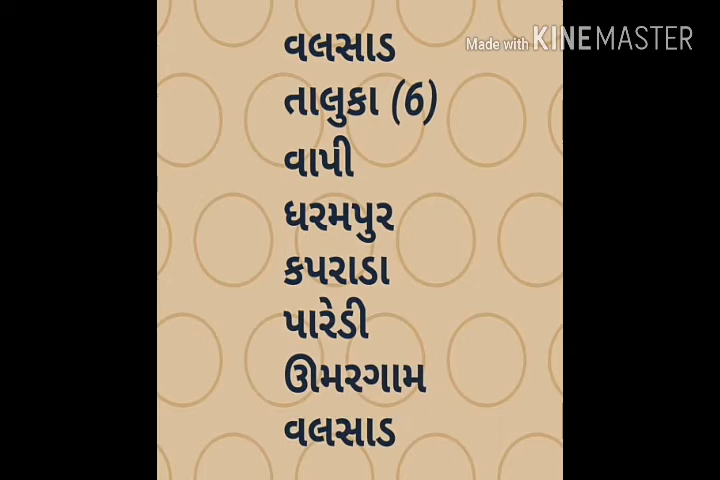 વલસાડ
Made with KINEMASTER
તાલુકા (6)
વાપી
ધરમપુર
કપરાડા
પારેડી
ઊમરગામ
વલસાડ